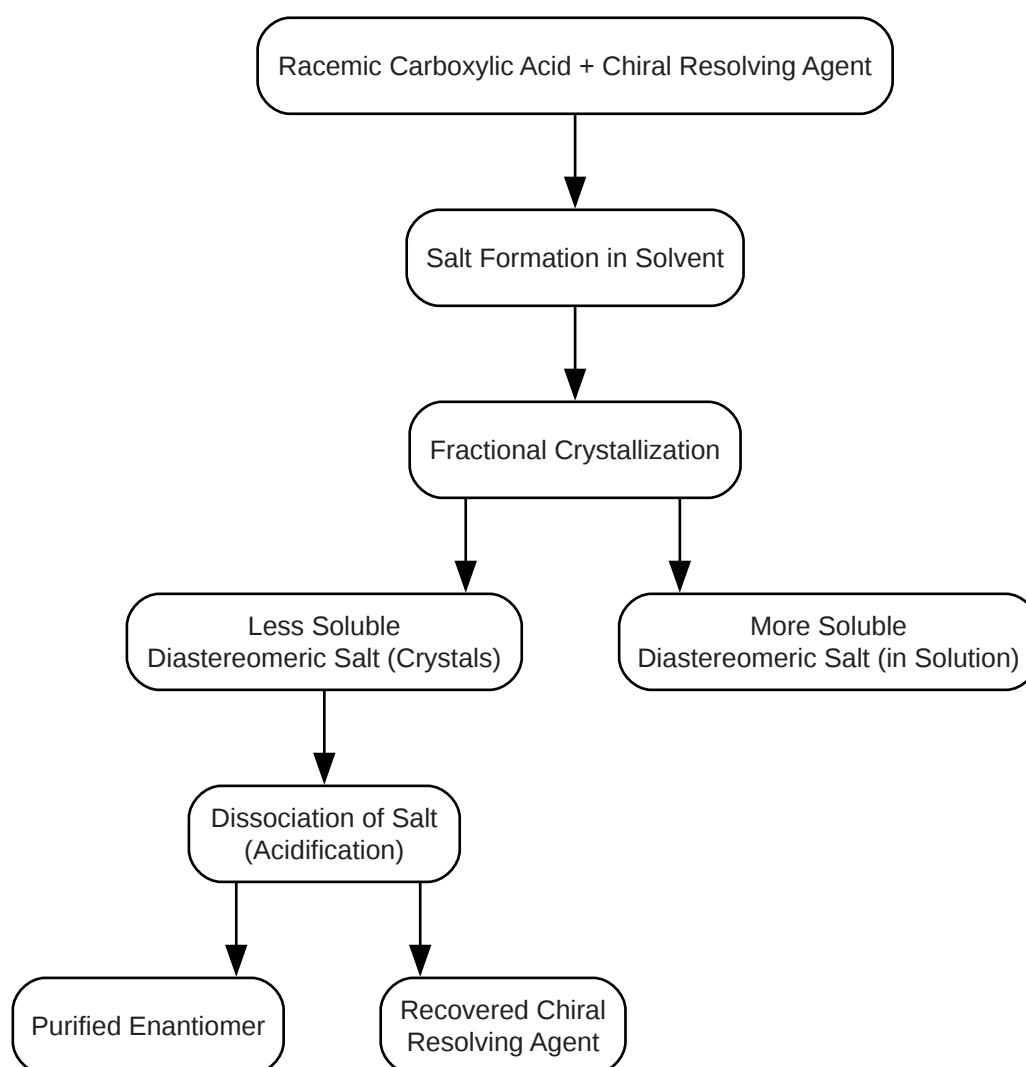 Racemic Carboxylic Acid + Chiral Resolving Agent
Salt Formation in Solvent
Fractional Crystallization
Less Soluble
Diastereomeric Salt (Crystals)
More Soluble
Diastereomeric Salt (in Solution)
Dissociation of Salt
(Acidification)
Purified Enantiomer
Recovered Chiral
Resolving Agent